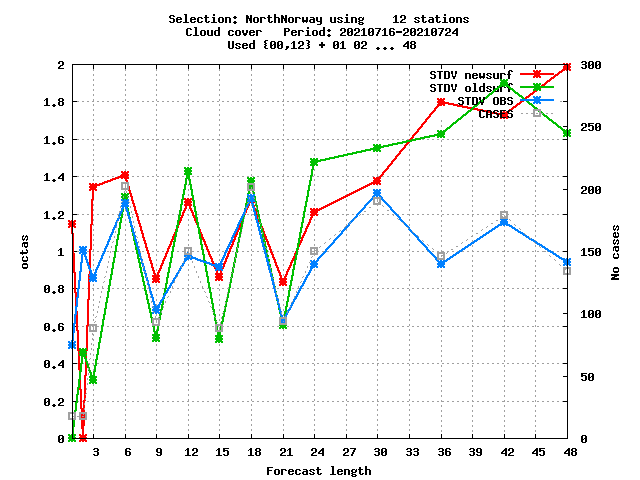 Selection: NorthNorway using    12 stations
Cloud cover   Period: 20210716-20210724
Used {00,12} + 01 02 ... 48
STDV newsurf
STDV oldsurf
STDV OBS
CASES
octas
2
1.8
1.6
1.4
1.2
1
0.8
0.6
0.4
0.2
0
300
250
200
150
100
50
0
No cases
3 6 9 12 15 18 21 24 27 30 33 36 39 42 45 48
Forecast length